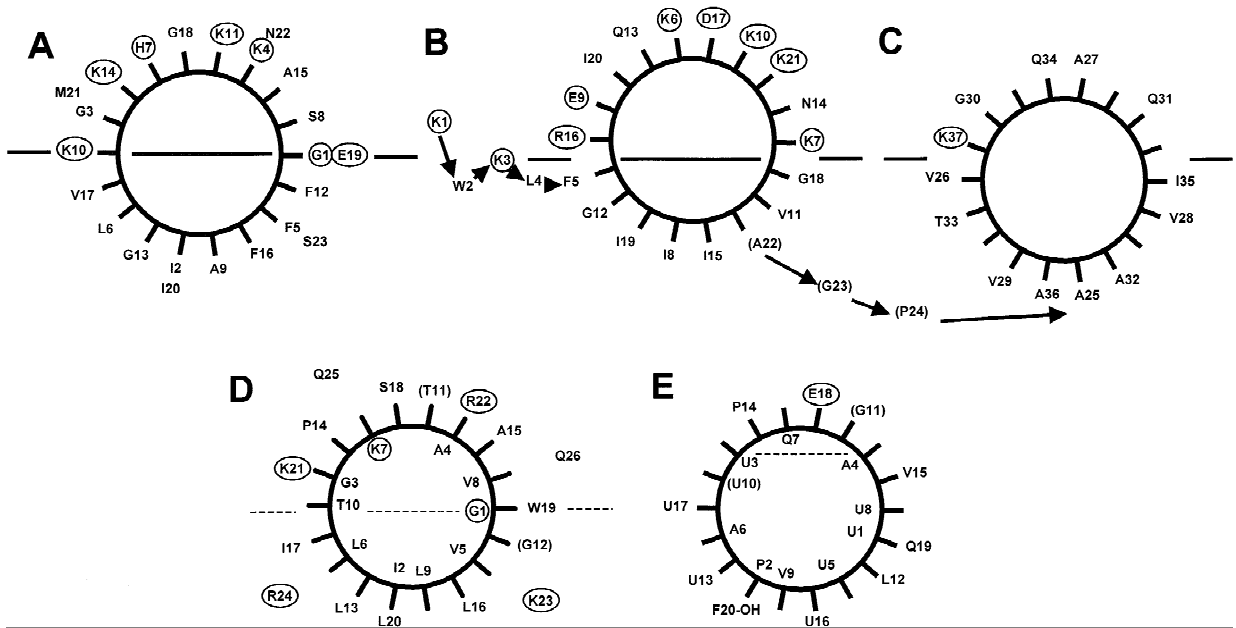 A
G18
K11
N22
H7
K4
K14
A15
M21
G3
S8
K10
G1
E19
V17
F12
L6
F5
S23
G13
I2
A9
F16
I20
B
K6
D17
Q13
K10
I20
K21
E9
N14
K1
R16
K7
K3
W2
L4
F5
G18
G12
V11
I19
I8
I15
(A22)
(G23)
(P24)
C
Q34
A27
G30
Q31
K37
V26
I35
T33
V28
V29
A32
A36
A25
D
Q25
S18
(T11)
R22
P14
K7
A4
A15
K21
Q26
G3
V8
T10
G1
W19
I17
L6
V5
(G12)
I2
L9
R24
L13
L16
K23
L20
E
E18
P14
(G11)
Q7
U3
A4
(U10)
V15
U17
U8
A6
U1
Q19
U13
P2
V9
U5
L12
F20-OH
U16